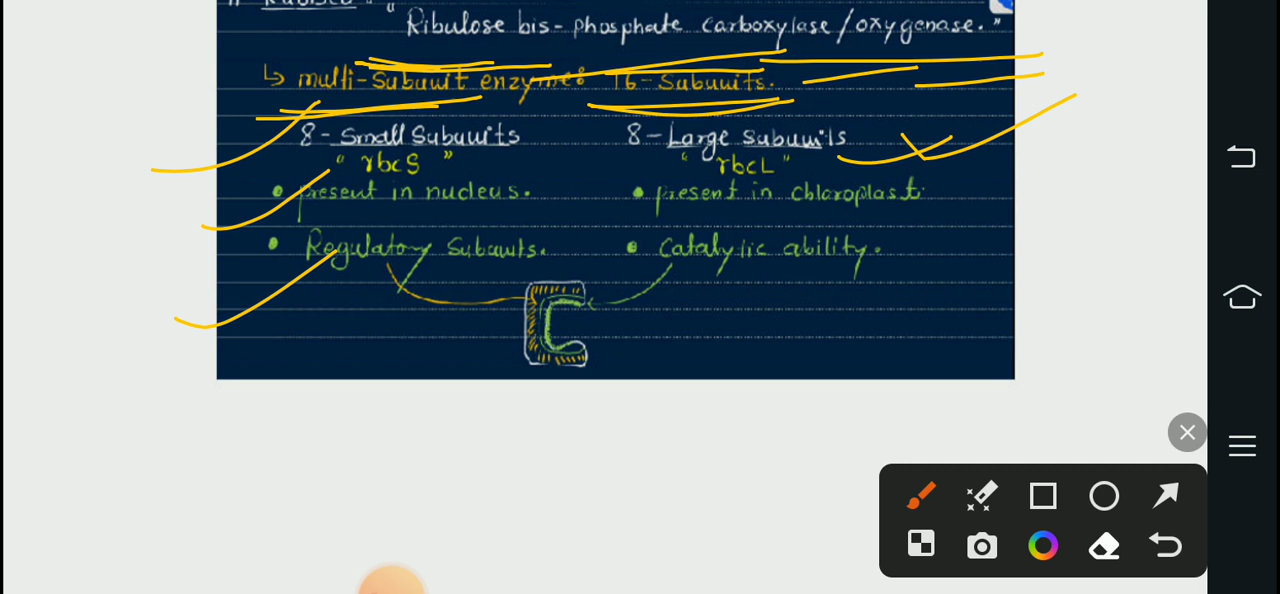 " Rubisco "
" Ribulose bis-phosphate carboxylase/oxygenase."
↳ multi-Subunit enzyme: 16-Subunits.
8-Small Subunits 8-Large Subunits
"rbcS" "rbcL"
• present in nucleus. • present in chloroplast.
• Regulatory Subunits. • Catalytic ability.